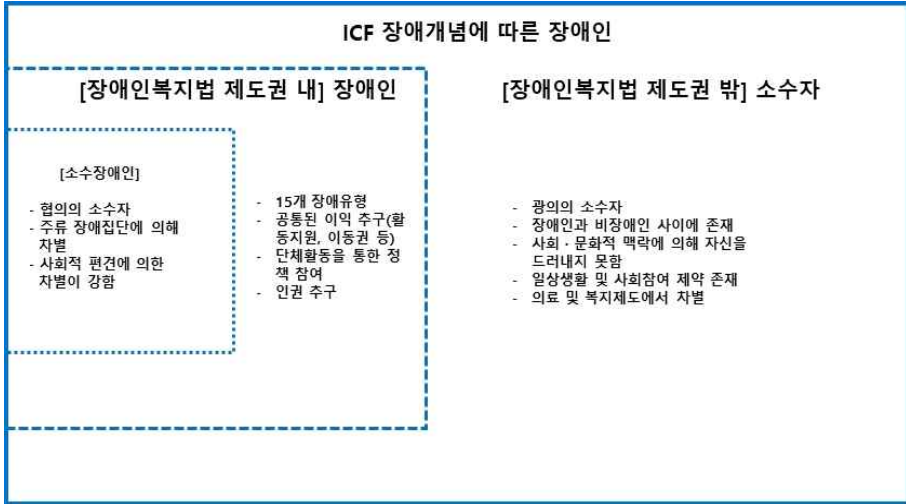 ICF 장애개념에 따른 장애인
[장애인복지법 제도권 내] 장애인
[장애인복지법 제도권 밖] 소수자
[소수장애인]
- 협의의 소수자
- 주류 장애집단에 의해
차별
- 사회적 편견에 의한
차별이 강함
- 15개 장애유형
- 공통된 이익 추구(활
동지원, 이동권 등)
- 단체활동을 통한 정
책 참여
- 인권 추구
- 광의의 소수자
- 장애인과 비장애인 사이에 존재
- 사회 · 문화적 맥락에 의해 자신을
드러내지 못함
- 일상생활 및 사회참여 제약 존재
- 의료 및 복지제도에서 차별